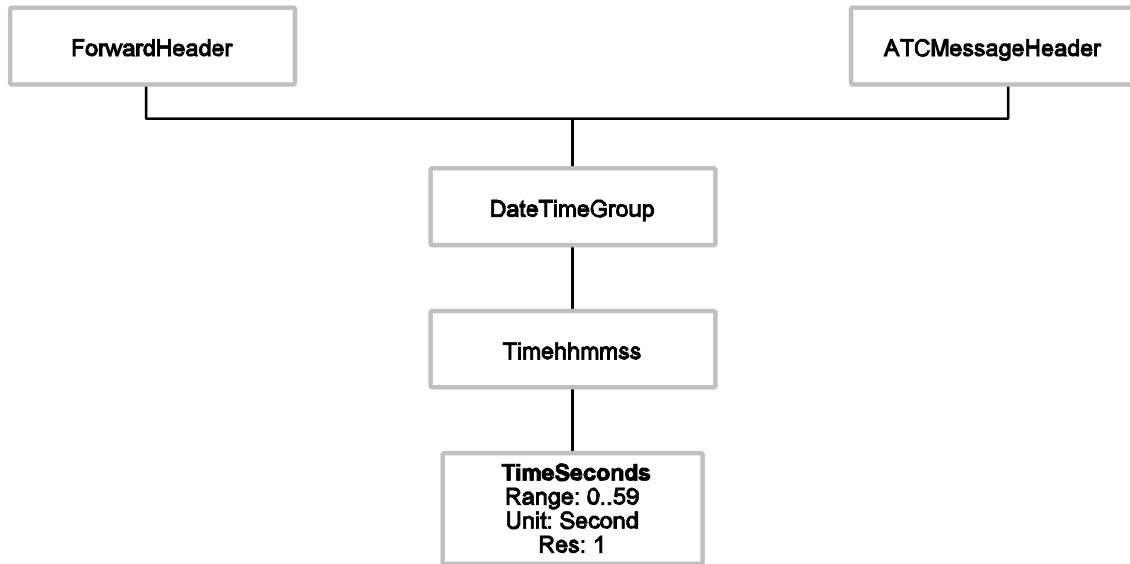 ForwardHeader
ATCMessageHeader
DateTimeGroup
Timehhmmss
TimeSeconds
Range: 0..59
Unit: Second
Res: 1